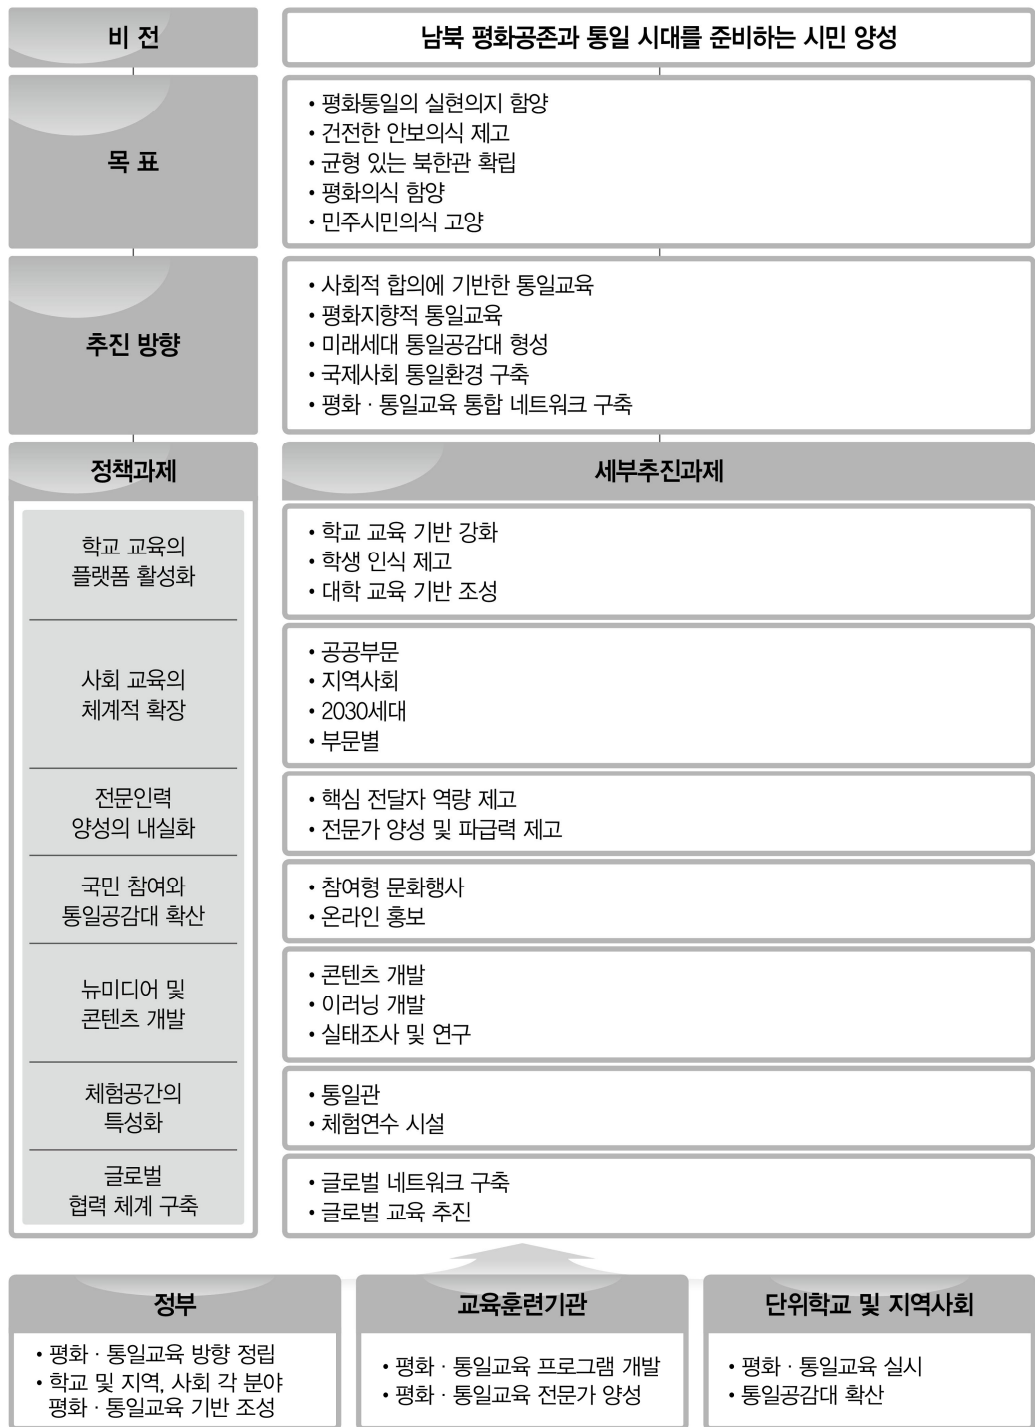 비 전
남북 평화공존과 통일 시대를 준비하는 시민 양성
목 표
• 평화통일의 실현의지 함양
• 건전한 안보의식 제고
• 균형 있는 북한관 확립
• 평화의식 함양
• 민주시민의식 고양
추진 방향
• 사회적 합의에 기반한 통일교육
• 평화지향적 통일교육
• 미래세대 통일공감대 형성
• 국제사회 통일환경 구축
• 평화 · 통일교육 통합 네트워크 구축
정책과제
세부추진과제
학교 교육의
플랫폼 활성화
• 학교 교육 기반 강화
• 학생 인식 제고
• 대학 교육 기반 조성
사회 교육의
체계적 확장
• 공공부문
• 지역사회
• 2030세대
• 부문별
전문인력
양성의 내실화
• 핵심 전달자 역량 제고
• 전문가 양성 및 파급력 제고
국민 참여와
통일공감대 확산
• 참여형 문화행사
• 온라인 홍보
뉴미디어 및
콘텐츠 개발
• 콘텐츠 개발
• 이러닝 개발
• 실태조사 및 연구
체험공간의
특성화
• 통일관
• 체험연수 시설
글로벌
협력 체계 구축
• 글로벌 네트워크 구축
• 글로벌 교육 추진
정부
• 평화 · 통일교육 방향 정립
• 학교 및 지역, 사회 각 분야
평화 · 통일교육 기반 조성
교육훈련기관
• 평화 · 통일교육 프로그램 개발
• 평화 · 통일교육 전문가 양성
단위학교 및 지역사회
• 평화 · 통일교육 실시
• 통일공감대 확산